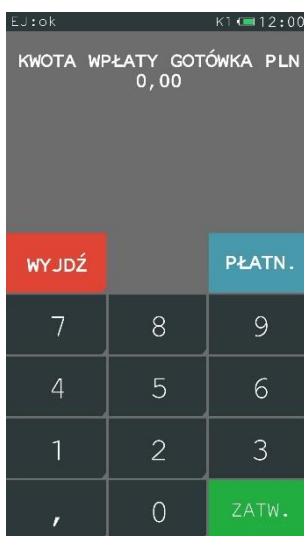 EJ:ok K1 12:00
KWOTA WPŁATY GOTÓWKA PLN
0,00
WYJDŹ PŁATN.
7 8 9
4 5 6
1 2 3
, 0 ZATW.